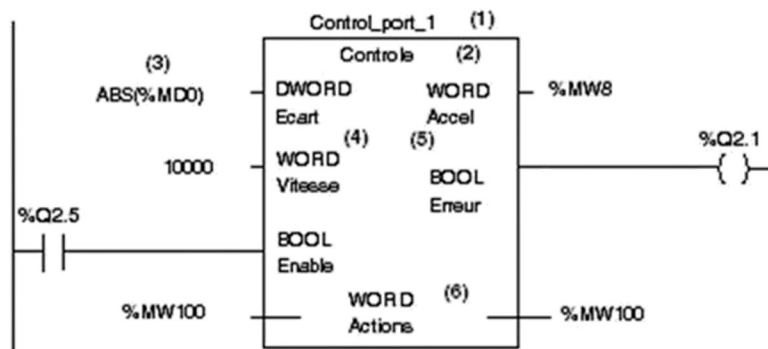 Control_port_1 (1)
Controle (2)
(3)
ABS(%MD0)
DWORD
Ecart
WORD
Accel
%MW8
10000
WORD (4)
Vitesse
(5)
BOOL
Erreur
%Q2.1
%Q2.5
BOOL
Enable
%MW100
WORD (6)
Actions
%MW100